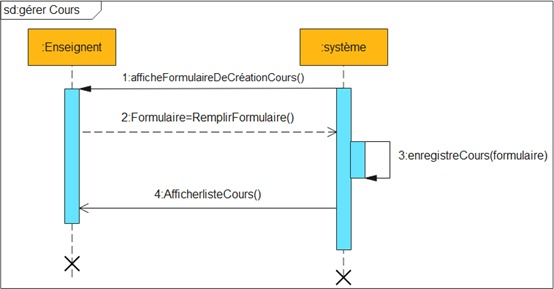 sd:gérer Cours
:Enseignent
:système
1:afficheFormulaireDeCréationCours()
2:Formulaire=RemplirFormulaire()
3:enregistreCours(formulaire)
4:AfficherlisteCours()